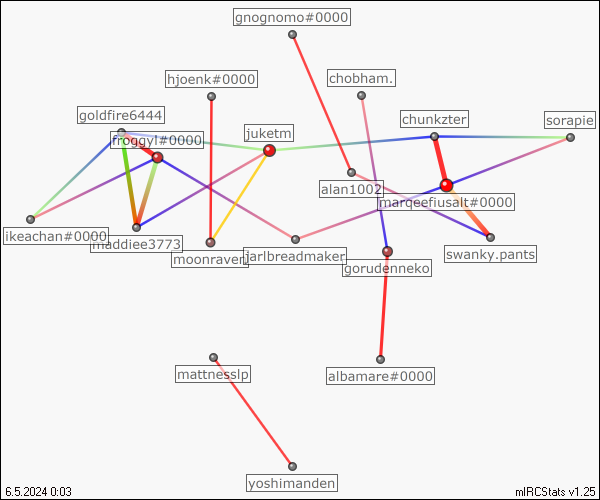 gnognomo#0000
hjoenk#0000
chobham.
goldfire6444
chunkzter
sorapie
froggyl#0000
juketm
alan1002
marqeefiusalt#0000
ikeachan#0000
maddiee3773
moonraven
jarlbreadmaker
gorudenneko
swanky.pants
mattnesslp
albamare#0000
yoshimanden
6.5.2024 0:03
mIRCStats v1.25